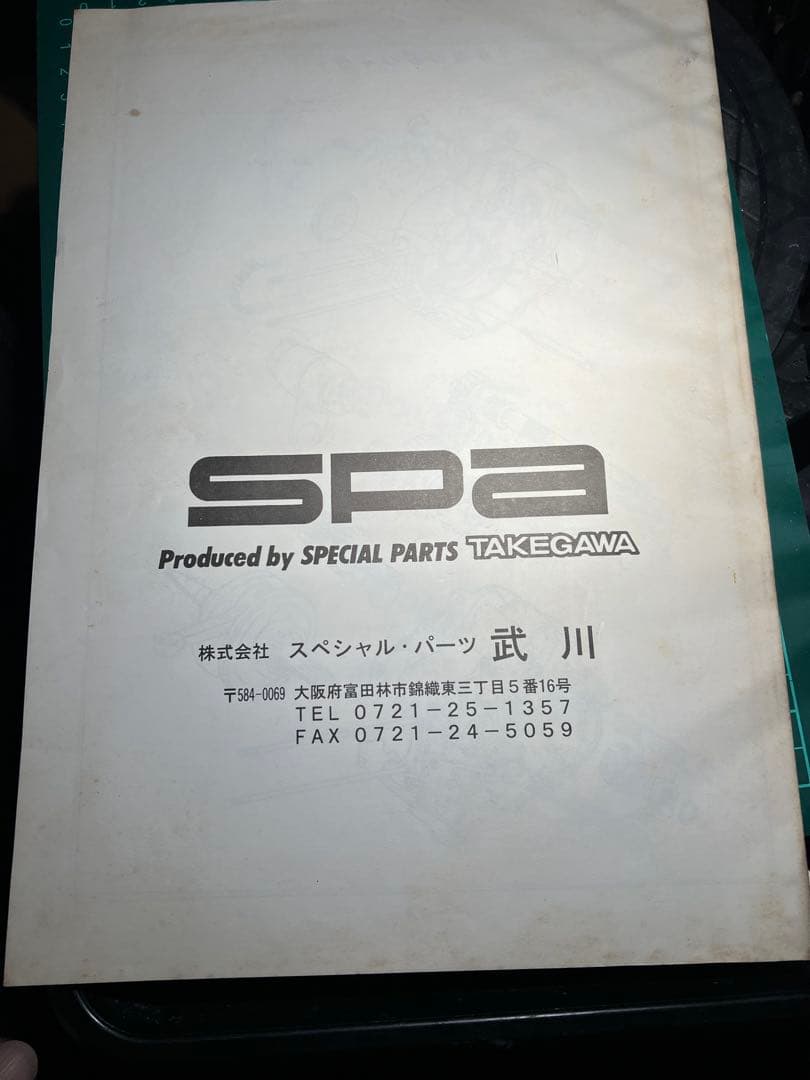 spa
Produced by SPECIAL PARTS TAKEGAWA
株式会社 スペシャル・パーツ 武川
〒584-0069 大阪府富田林市錦織東三丁目5番16号
TEL 0721-25-1357
FAX 0721-24-5059